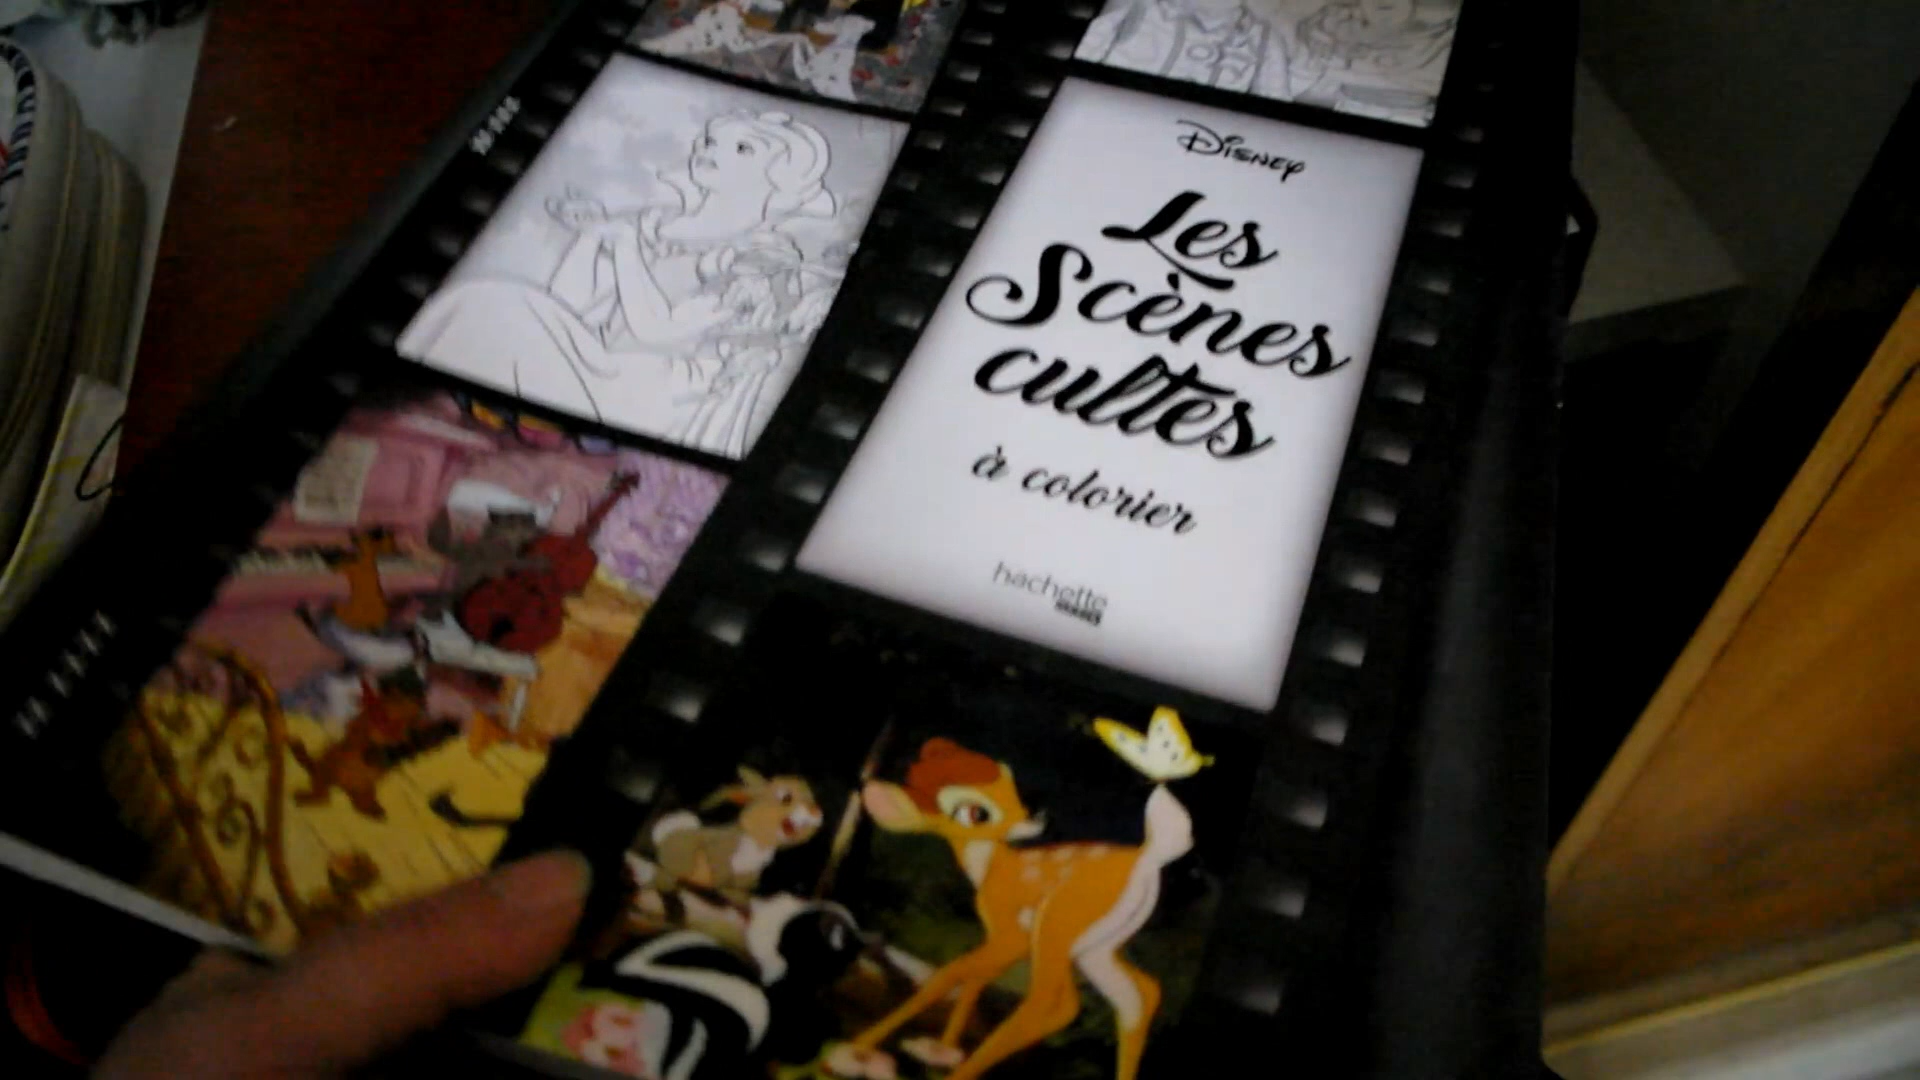 Disney
Les
Scènes
cultes
à colorier
hachette